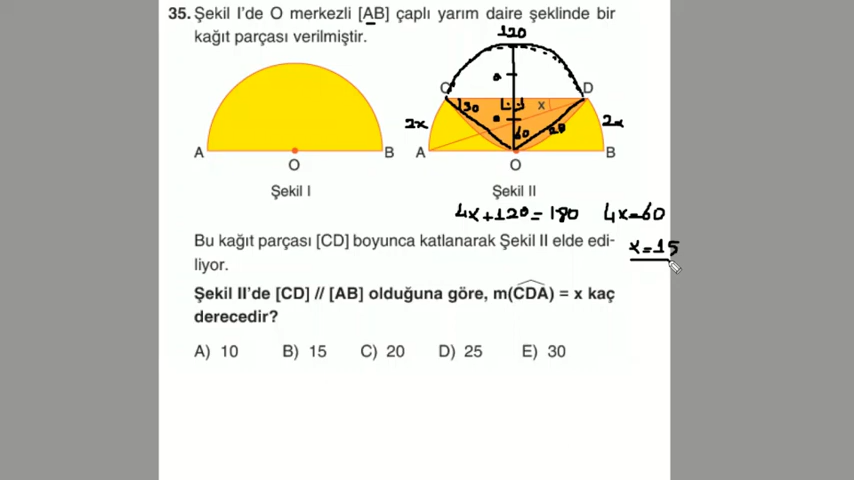 35. Şekil I'de O merkezli [AB] çaplı yarım daire şeklinde bir
kağıt parçası verilmiştir.
120
C D
a
30 x
a
2x 60 2a 2x
A B A B
O O
Şekil I Şekil II
4x+120=180 4x=60
x=15
Bu kağıt parçası [CD] boyunca katlanarak Şekil II elde edi-
liyor.
Şekil II'de [CD] // [AB] olduğuna göre, m(CDA) = x kaç
derecedir?
A) 10 B) 15 C) 20 D) 25 E) 30